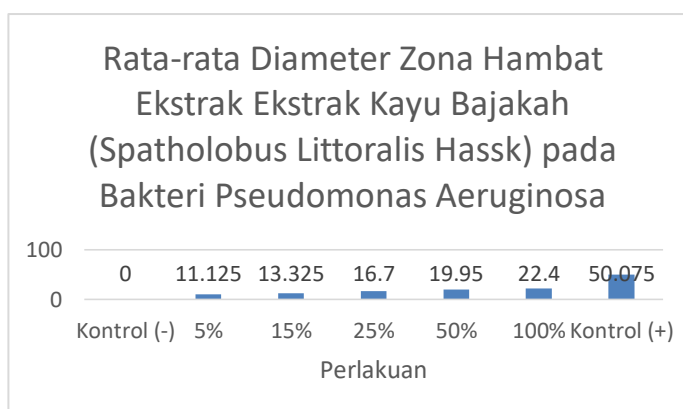 Rata-rata Diameter Zona Hambat
Ekstrak Ekstrak Kayu Bajakah
(Spatholobus Littoralis Hassk) pada
Bakteri Pseudomonas Aeruginosa
100
0 11.125 13.325 16.7 19.95 22.4 50.075
0
Kontrol (-) 5% 15% 25% 50% 100% Kontrol (+)
Perlakuan